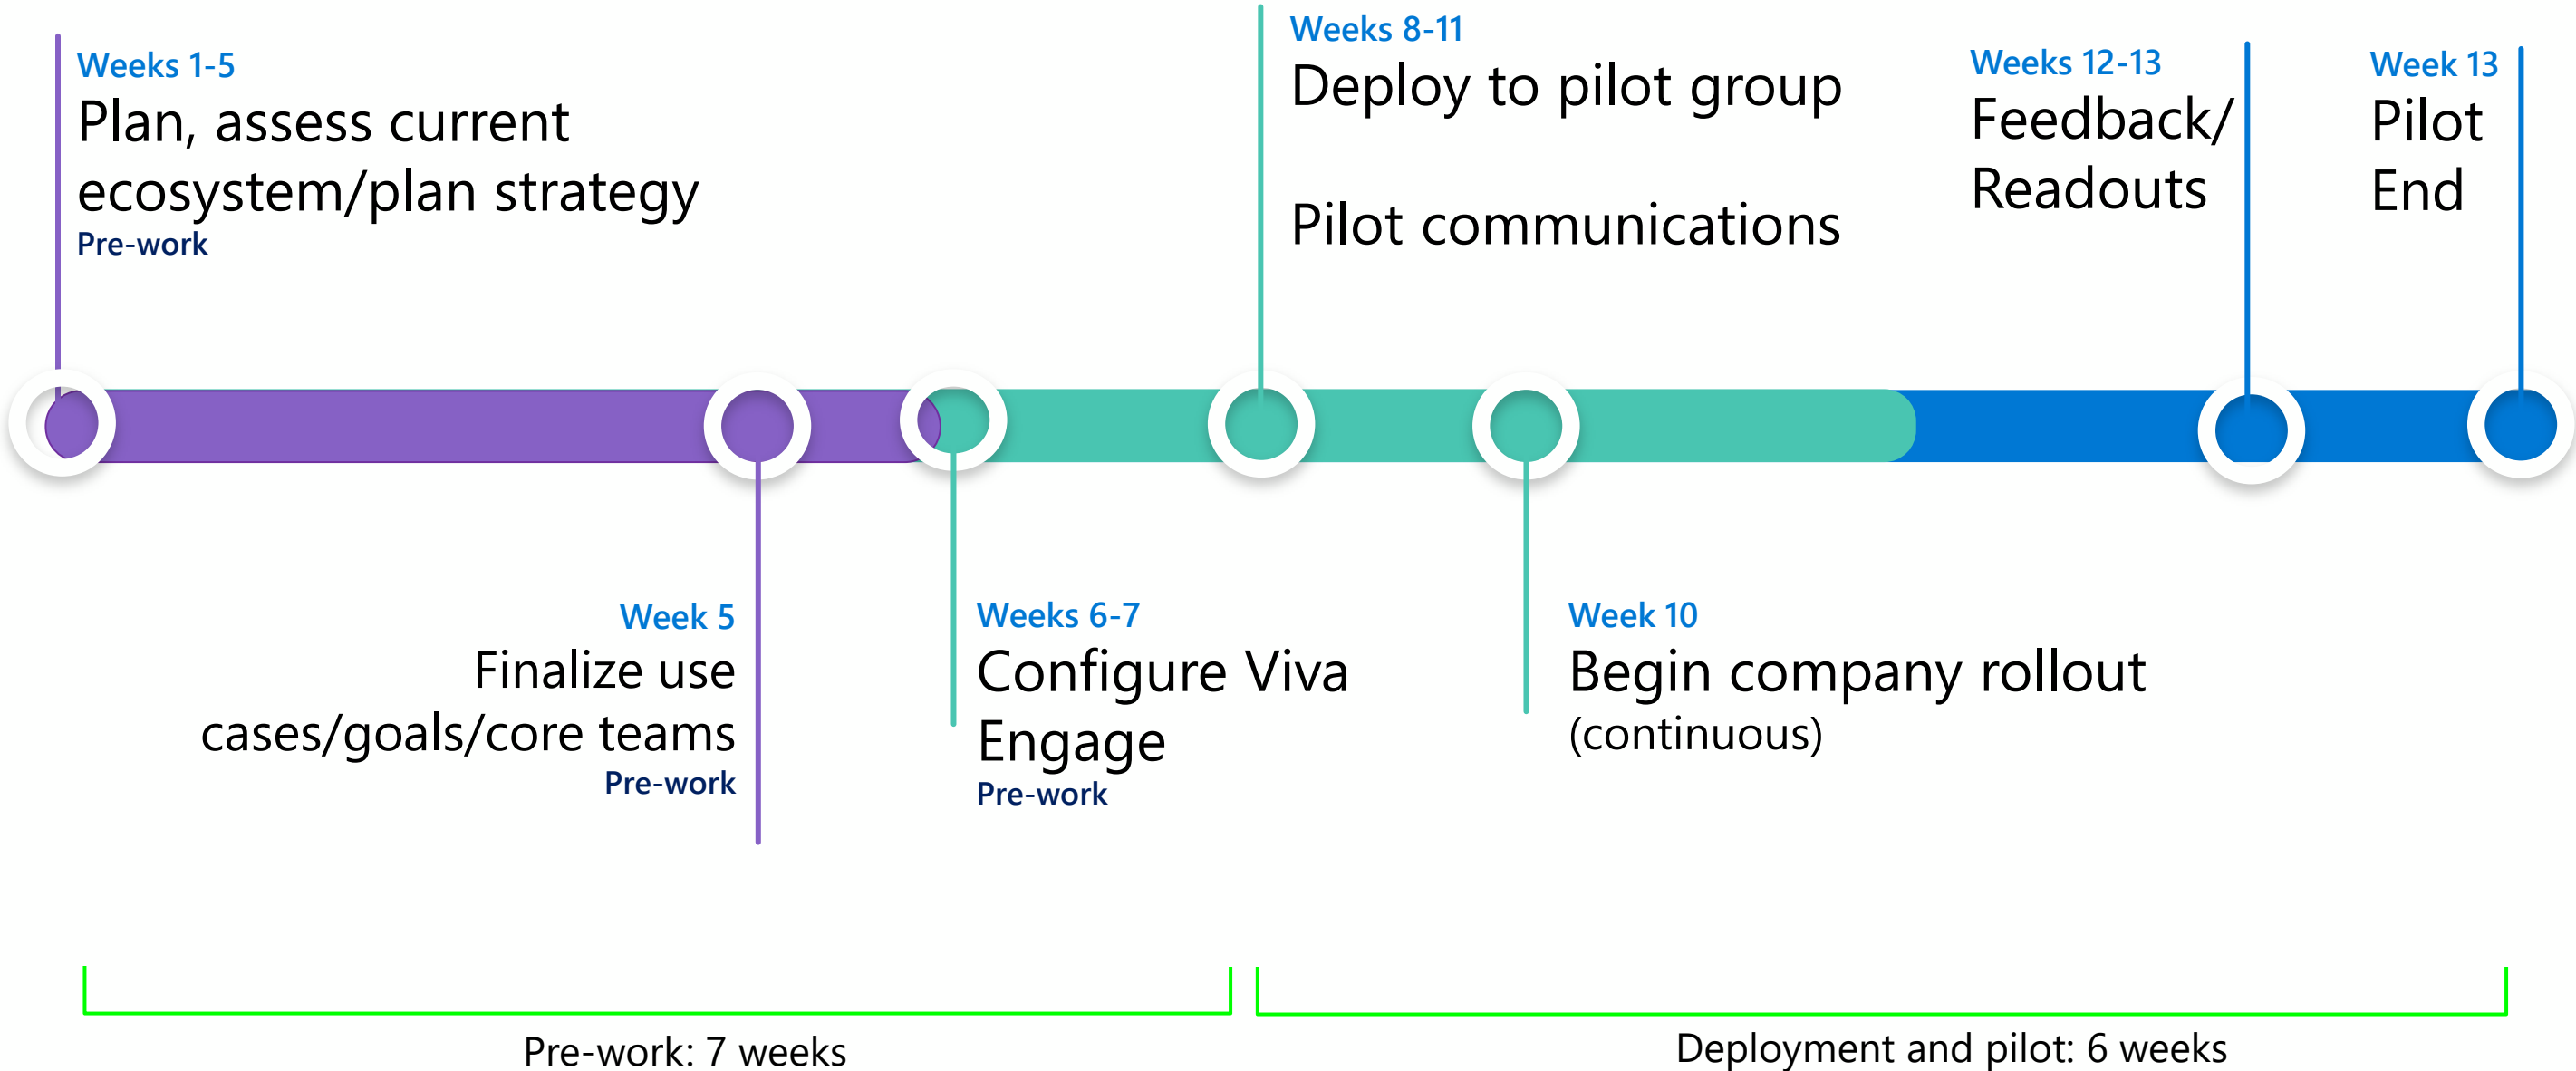 Weeks 1-5
Plan, assess current
ecosystem/plan strategy
Pre-work
Weeks 8-11
Deploy to pilot group
Pilot communications
Weeks 12-13
Feedback/
Readouts
Week 13
Pilot
End
Week 5
Finalize use
cases/goals/core teams
Pre-work
Weeks 6-7
Configure Viva
Engage
Pre-work
Week 10
Begin company rollout
(continuous)
Pre-work: 7 weeks
Deployment and pilot: 6 weeks